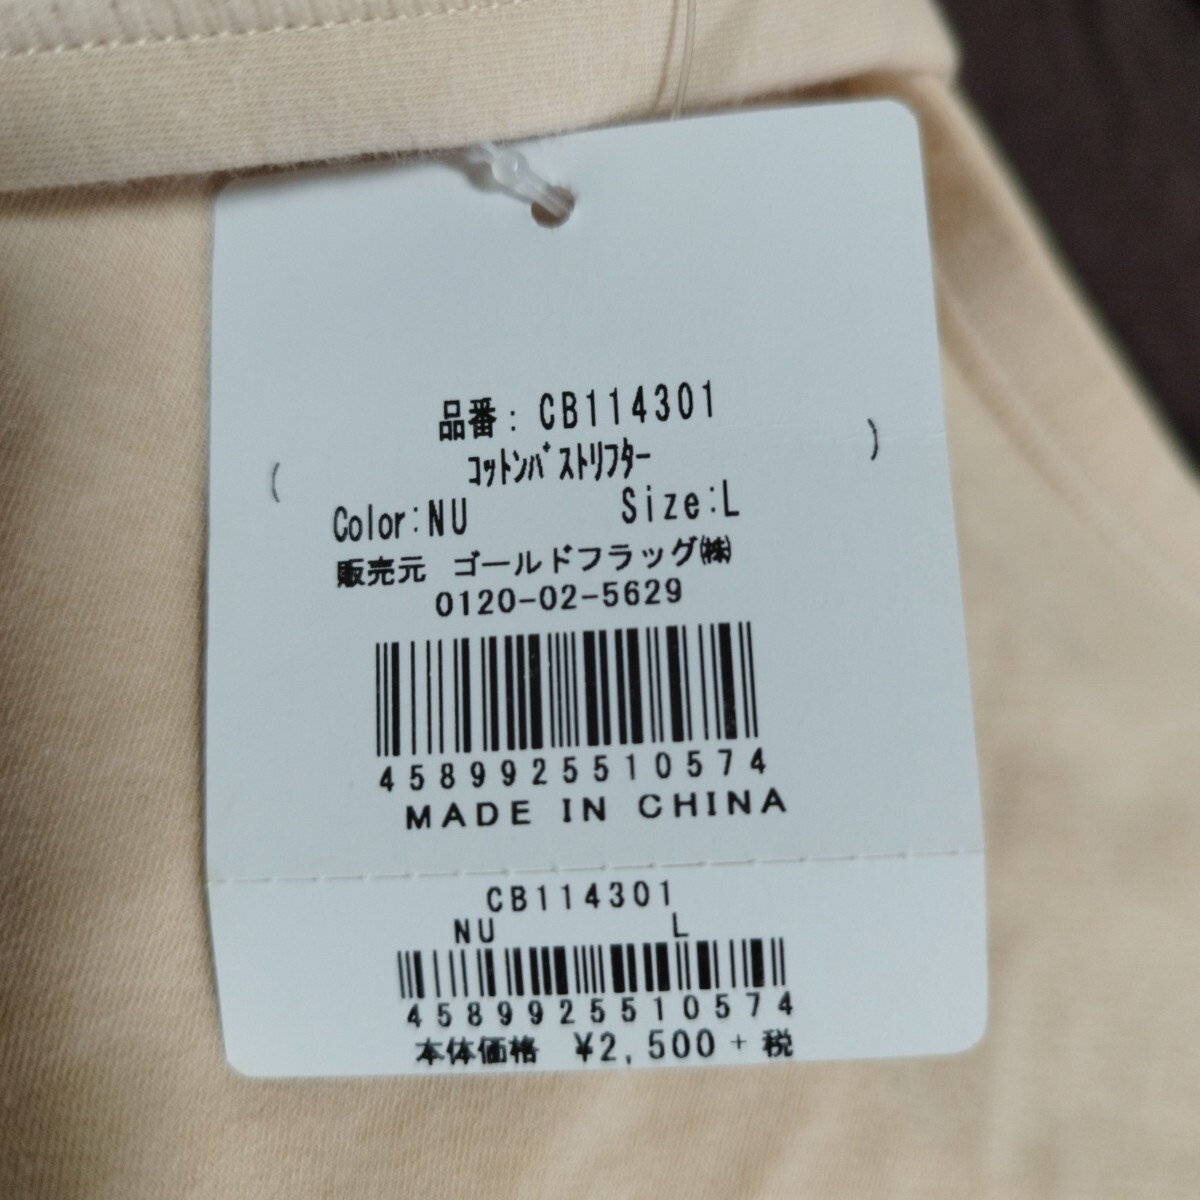 品番: CB114301
( ｺｯﾄﾝﾊﾞｽﾄﾘﾌﾀｰ )
Color:NU Size:L
販売元 ゴールドフラッグ㈱
0120-02-5629
4589925510574
MADE IN CHINA
CB114301
NU L
4589925510574
本体価格 ¥2,500+税